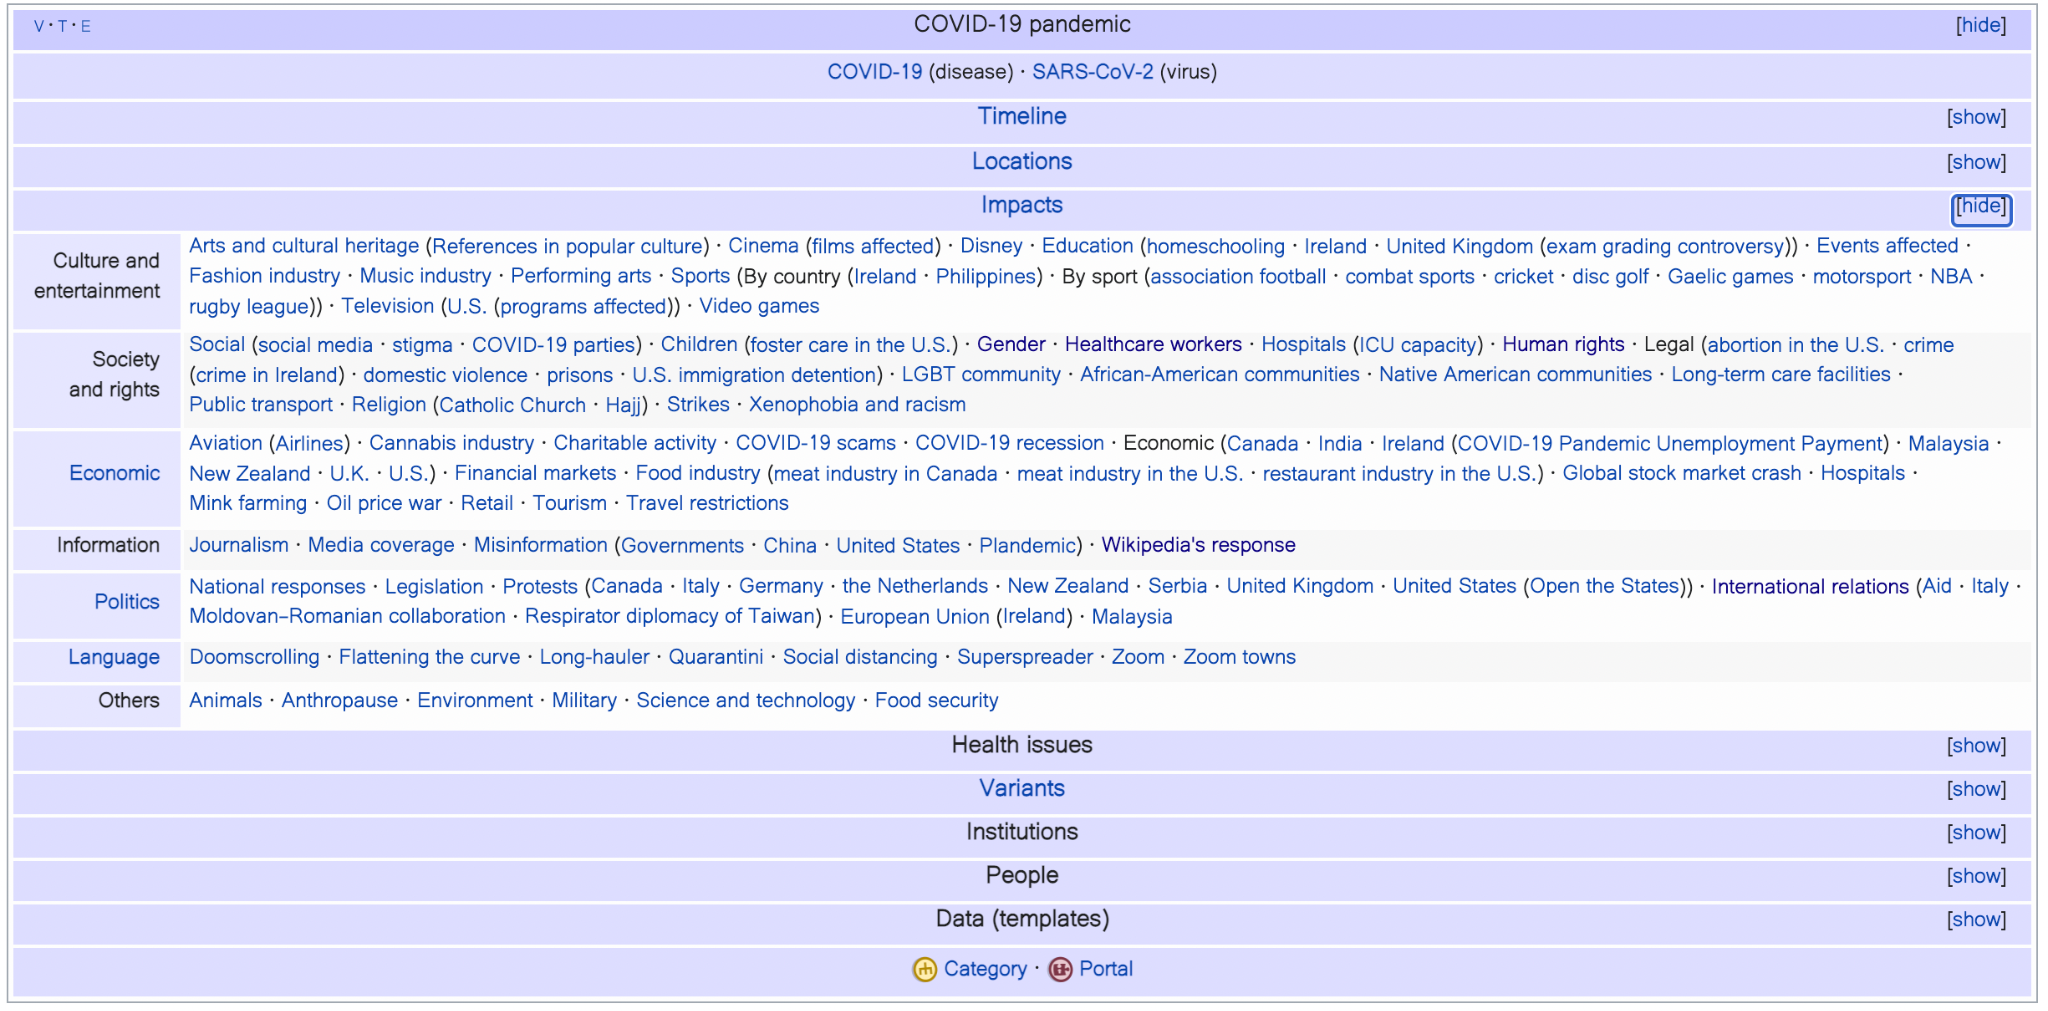 V · T · E COVID-19 pandemic [hide]
COVID-19 (disease) · SARS-CoV-2 (virus)
Timeline [show]
Locations [show]
Impacts [hide]
Culture and entertainment
Arts and cultural heritage (References in popular culture) · Cinema (films affected) · Disney · Education (homeschooling · Ireland · United Kingdom (exam grading controversy)) · Events affected ·
Fashion industry · Music industry · Performing arts · Sports (By country (Ireland · Philippines) · By sport (association football · combat sports · cricket · disc golf · Gaelic games · motorsport · NBA ·
rugby league)) · Television (U.S. (programs affected)) · Video games
Society and rights
Social (social media · stigma · COVID-19 parties) · Children (foster care in the U.S.) · Gender · Healthcare workers · Hospitals (ICU capacity) · Human rights · Legal (abortion in the U.S. · crime
(crime in Ireland) · domestic violence · prisons · U.S. immigration detention) · LGBT community · African-American communities · Native American communities · Long-term care facilities ·
Public transport · Religion (Catholic Church · Hajj) · Strikes · Xenophobia and racism
Economic
Aviation (Airlines) · Cannabis industry · Charitable activity · COVID-19 scams · COVID-19 recession · Economic (Canada · India · Ireland (COVID-19 Pandemic Unemployment Payment) · Malaysia ·
New Zealand · U.K. · U.S.) · Financial markets · Food industry (meat industry in Canada · meat industry in the U.S. · restaurant industry in the U.S.) · Global stock market crash · Hospitals ·
Mink farming · Oil price war · Retail · Tourism · Travel restrictions
Information
Journalism · Media coverage · Misinformation (Governments · China · United States · Plandemic) · Wikipedia's response
Politics
National responses · Legislation · Protests (Canada · Italy · Germany · the Netherlands · New Zealand · Serbia · United Kingdom · United States (Open the States)) · International relations (Aid · Italy ·
Moldovan–Romanian collaboration · Respirator diplomacy of Taiwan) · European Union (Ireland) · Malaysia
Language
Doomscrolling · Flattening the curve · Long-hauler · Quarantini · Social distancing · Superspreader · Zoom · Zoom towns
Others
Animals · Anthropause · Environment · Military · Science and technology · Food security
Health issues [show]
Variants [show]
Institutions [show]
People [show]
Data (templates) [show]
Category · Portal